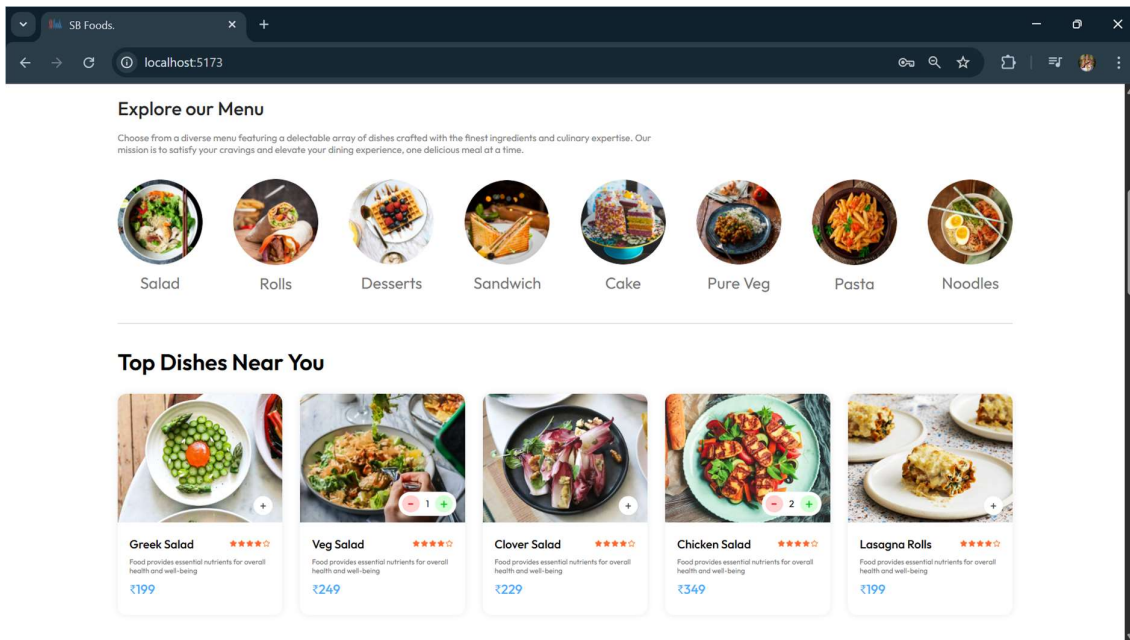 SB Foods.
localhost:5173
Explore our Menu
Choose from a diverse menu featuring a delectable array of dishes crafted with the finest ingredients and culinary expertise. Our
mission is to satisfy your cravings and elevate your dining experience, one delicious meal at a time.
Salad Rolls Desserts Sandwich Cake Pure Veg Pasta Noodles
Top Dishes Near You
- 1 +
- 2 +
Greek Salad
Food provides essential nutrients for overall
health and well-being
₹199
Veg Salad
Food provides essential nutrients for overall
health and well-being
₹249
Clover Salad
Food provides essential nutrients for overall
health and well-being
₹229
Chicken Salad
Food provides essential nutrients for overall
health and well-being
₹349
Lasagna Rolls
Food provides essential nutrients for overall
health and well-being
₹199